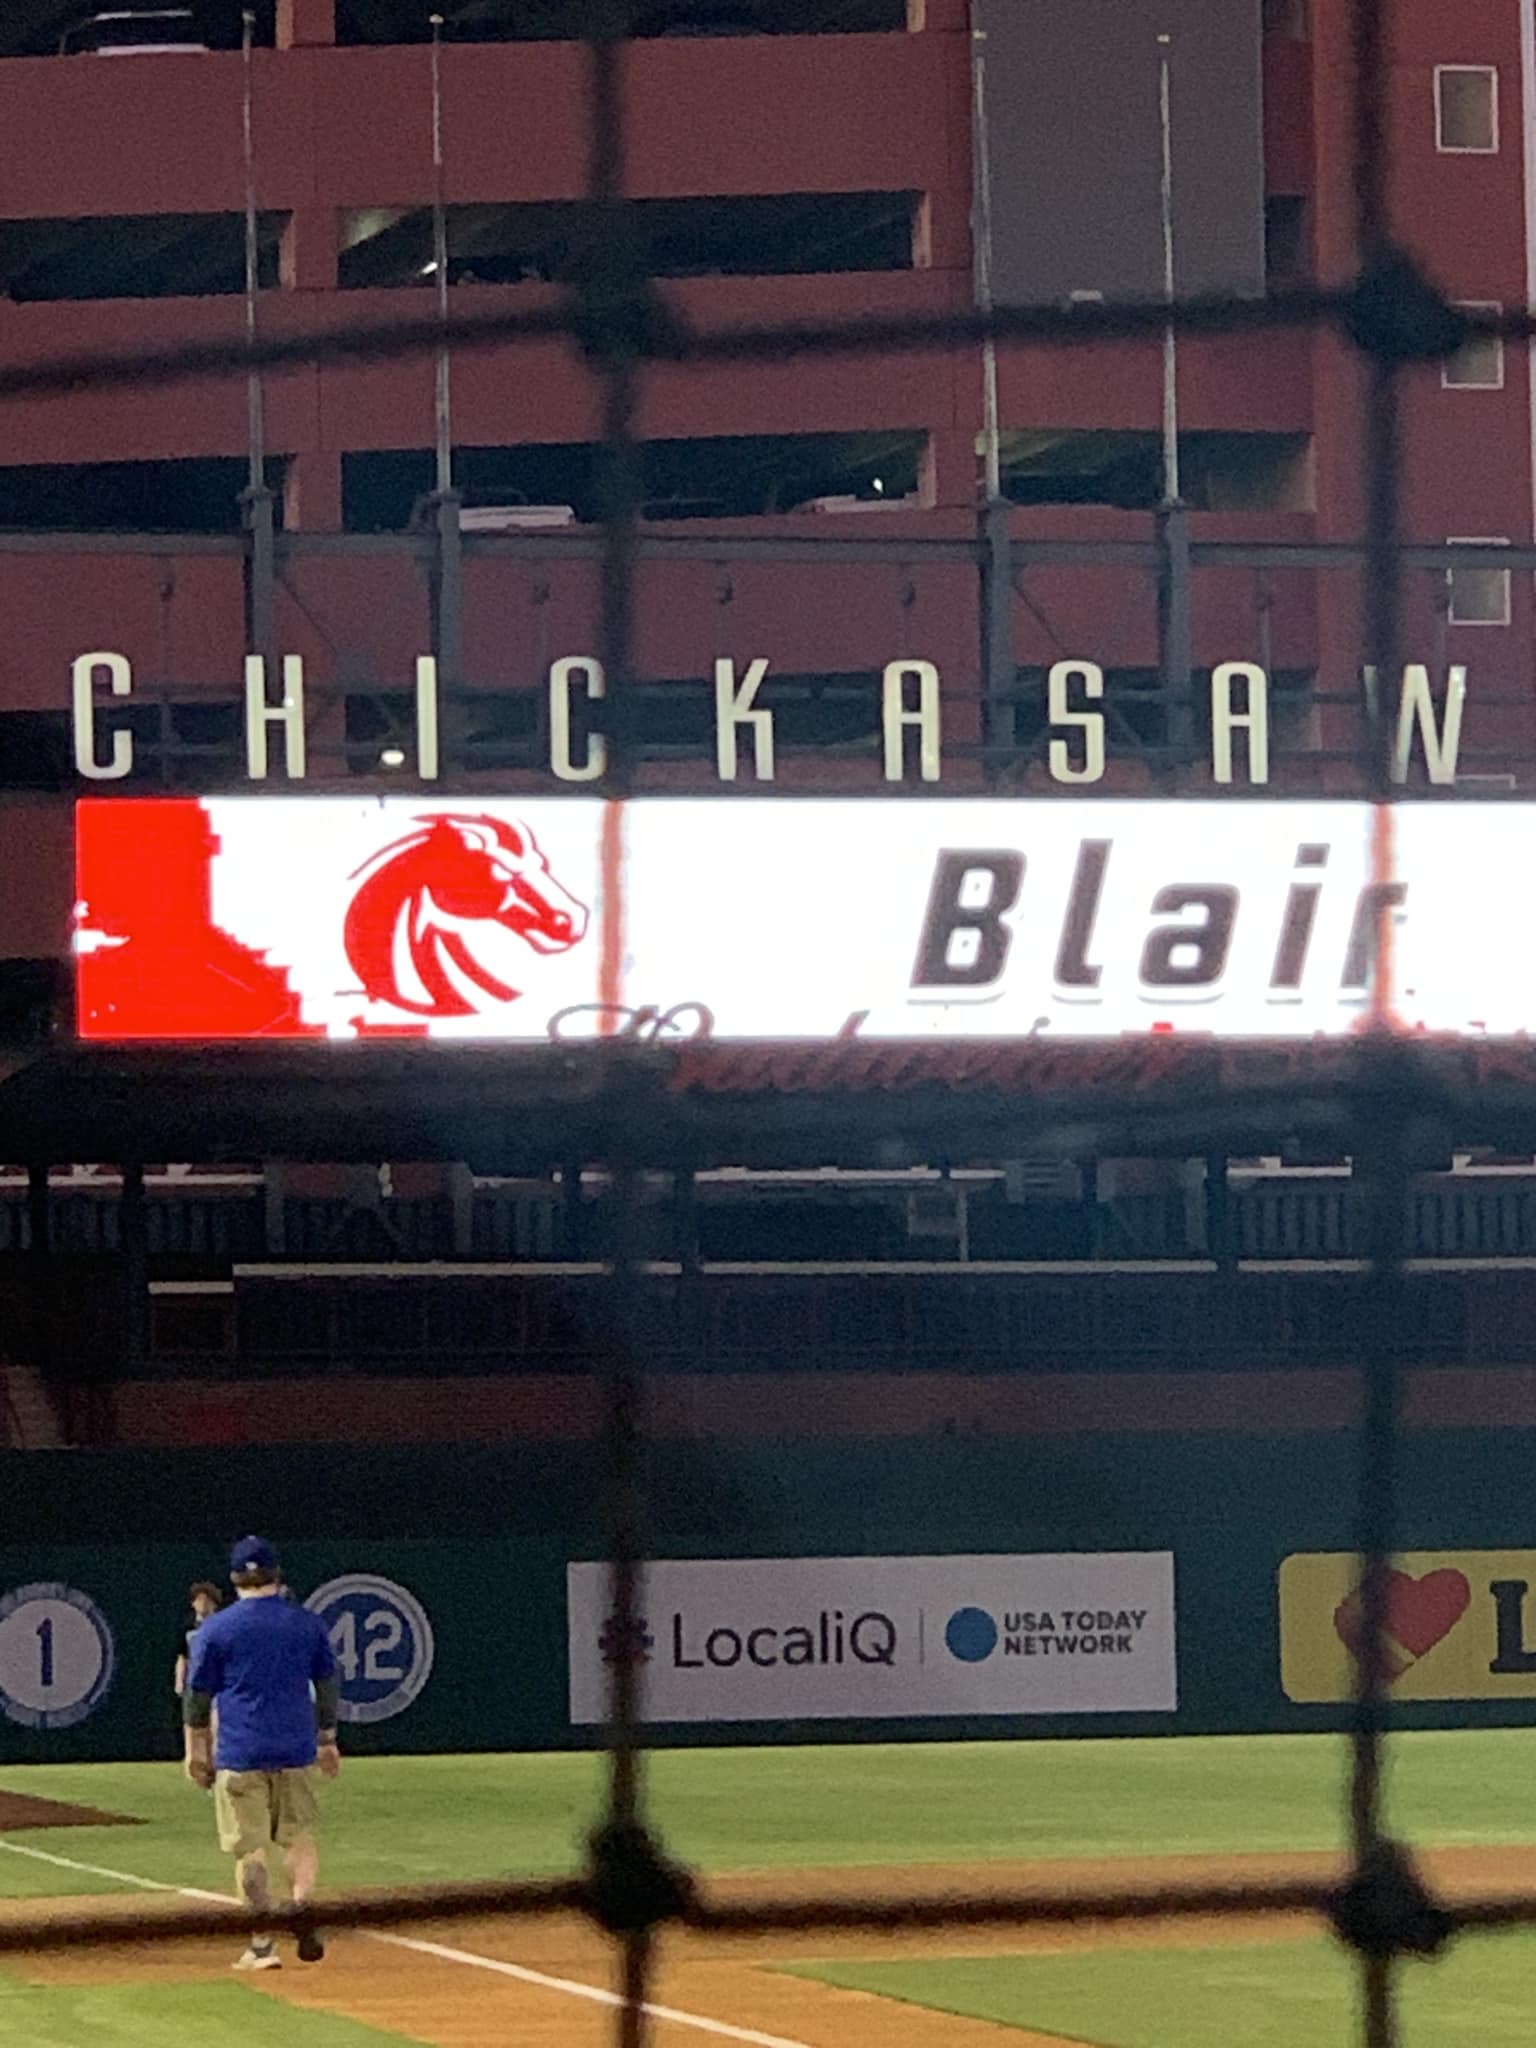 CHICKASAW
Blair
1
42
LocaliQ
USA TODAY
NETWORK
L